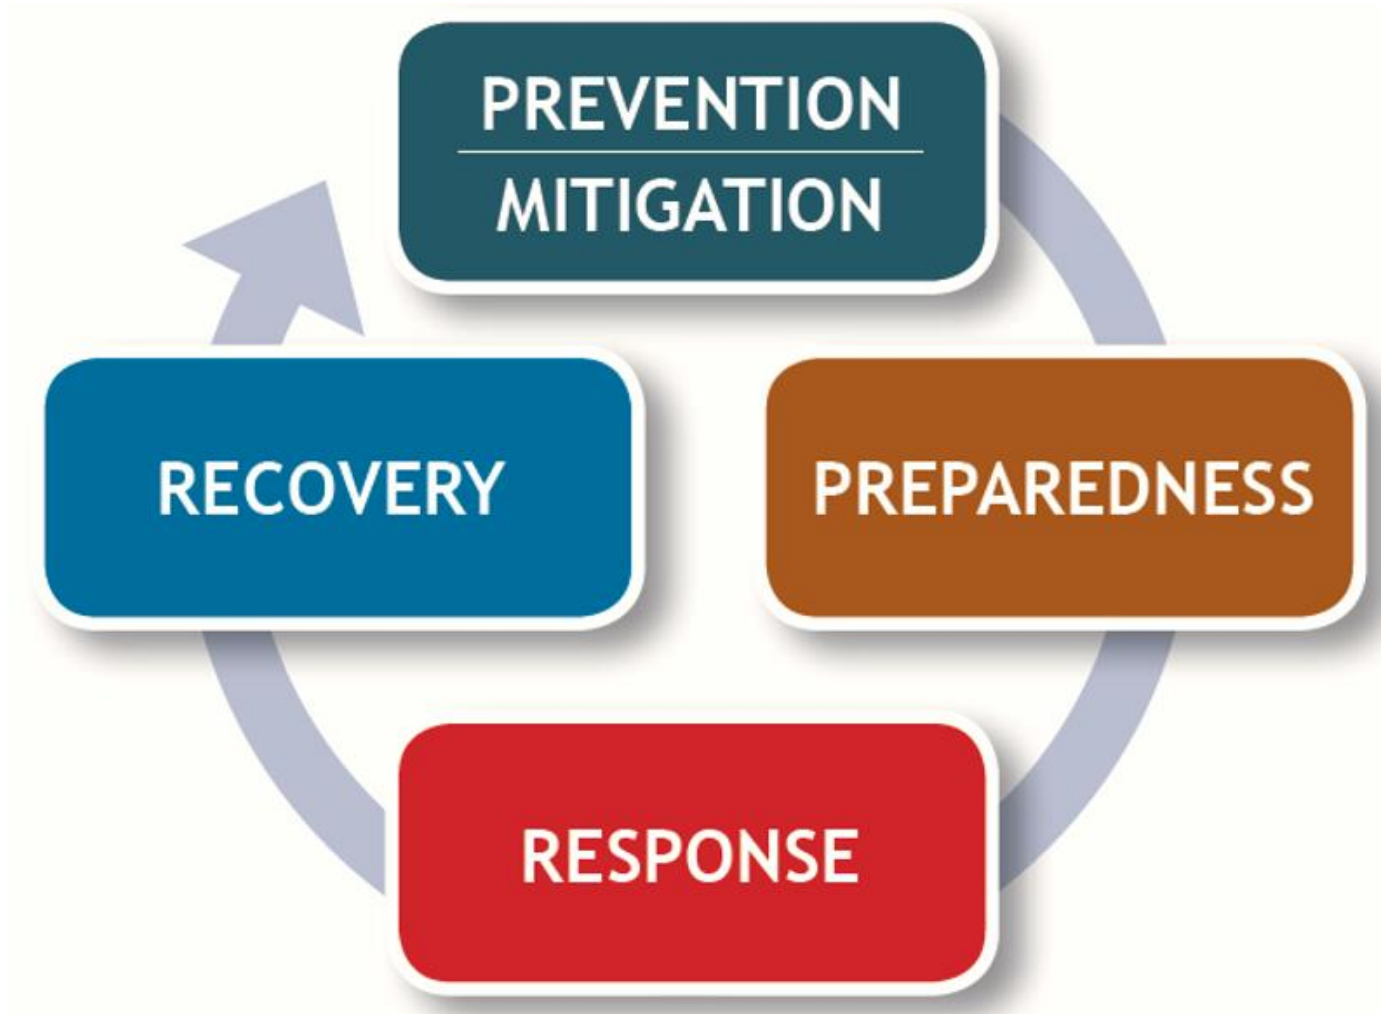 PREVENTION
MITIGATION
PREPAREDNESS
RESPONSE
RECOVERY